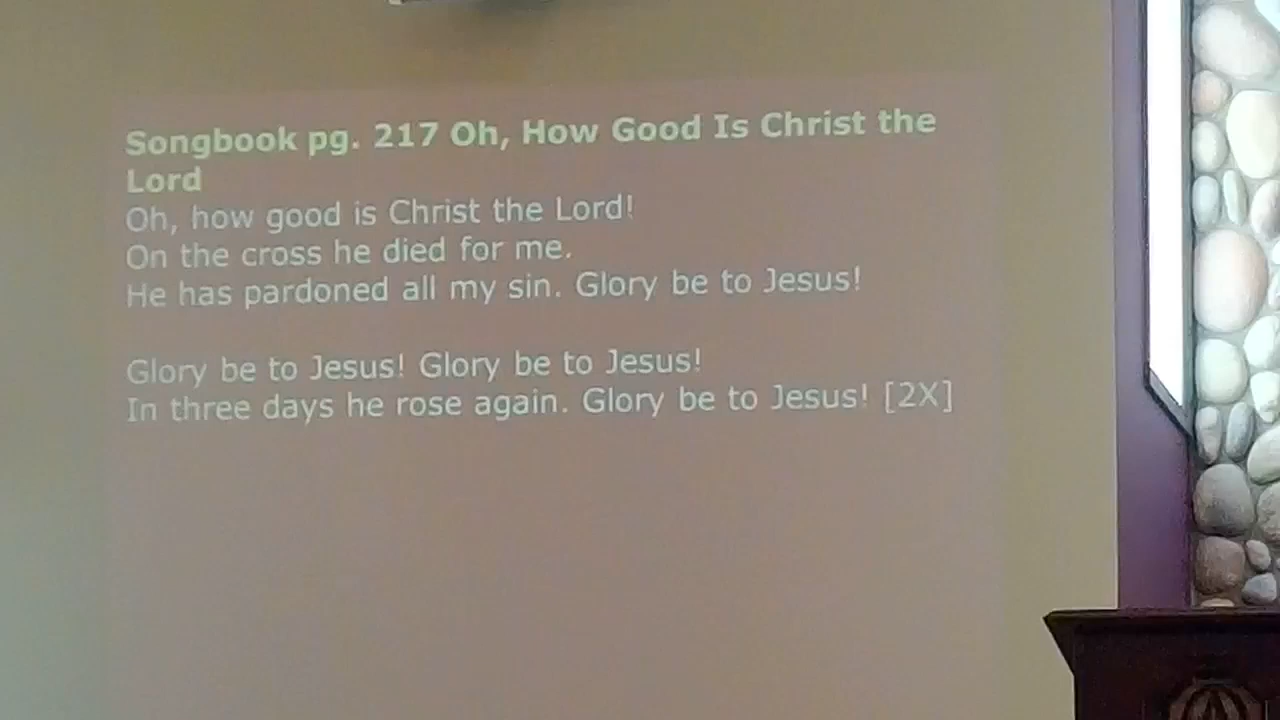 Songbook pg. 217 Oh, How Good Is Christ the
Lord
Oh, how good is Christ the Lord!
On the cross he died for me.
He has pardoned all my sin. Glory be to Jesus!
Glory be to Jesus! Glory be to Jesus!
In three days he rose again. Glory be to Jesus! [2X]